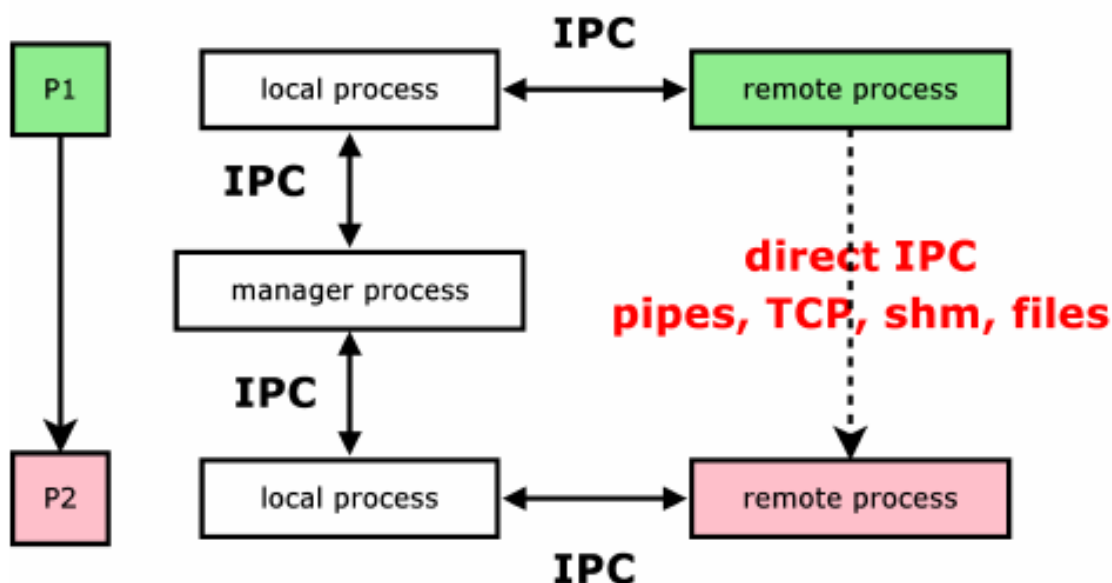 IPC
P1
local process
remote process
IPC
direct IPC
manager process
pipes, TCP, shm, files
IPC
P2
local process
remote process
IPC